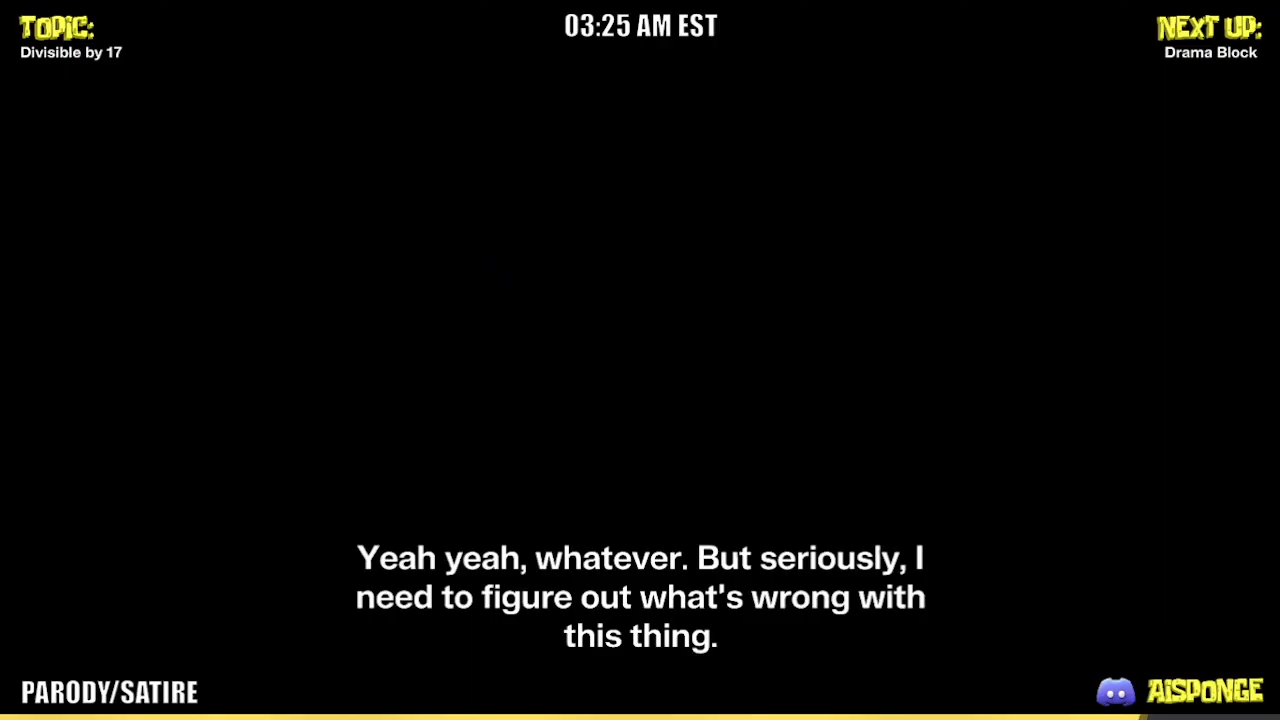 TOPIC:
Divisible by 17
03:25 AM EST
NEXT UP:
Drama Block
Yeah yeah, whatever. But seriously, I
need to figure out what's wrong with
this thing.
PARODY/SATIRE
AISPONGE